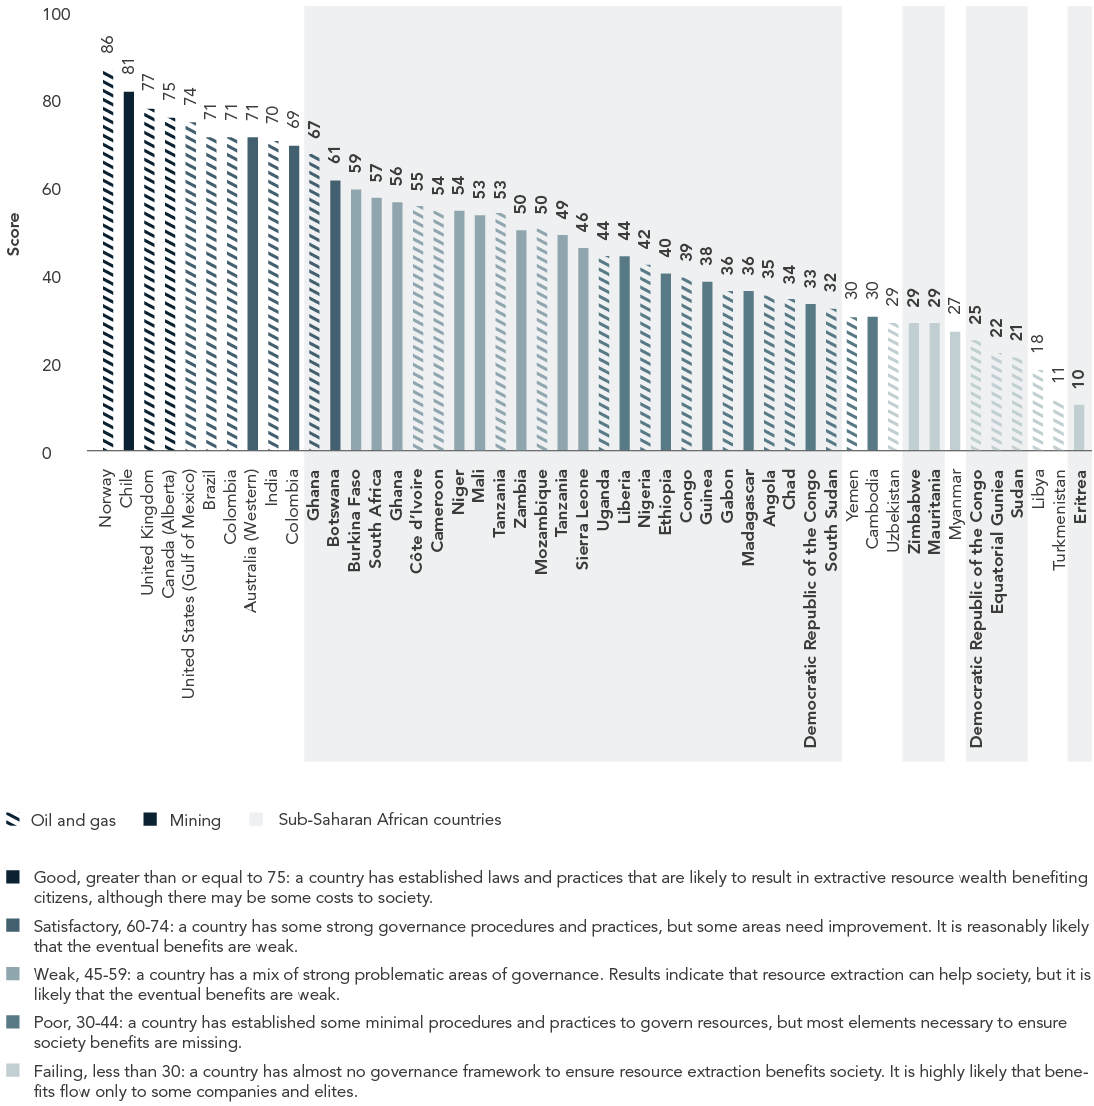 100
80
60
40
20
0
Score
86
81
77
75
74
71
71
71
70
69
67
61
59
57
56
55
54
54
53
53
50
50
49
46
44
44
42
40
39
38
36
36
35
34
33
32
30
30
29
29
29
27
25
22
21
18
11
10
Norway
Chile
United Kingdom
Canada (Alberta)
United States (Gulf of Mexico)
Brazil
Colombia
Australia (Western)
India
Colombia
Ghana
Botswana
Burkina Faso
South Africa
Ghana
Côte d'Ivoire
Cameroon
Niger
Mali
Tanzania
Zambia
Mozambique
Tanzania
Sierra Leone
Uganda
Liberia
Nigeria
Ethiopia
Congo
Guinea
Gabon
Madagascar
Angola
Chad
Democratic Republic of the Congo
South Sudan
Yemen
Cambodia
Uzbekistan
Zimbabwe
Mauritania
Myanmar
Democratic Republic of the Congo
Equatorial Guniea
Sudan
Libya
Turkmenistan
Eritrea
Oil and gas
Mining
Sub-Saharan African countries
Good, greater than or equal to 75: a country has established laws and practices that are likely to result in extractive resource wealth benefiting
citizens, although there may be some costs to society.
Satisfactory, 60-74: a country has some strong governance procedures and practices, but some areas need improvement. It is reasonably likely
that the eventual benefits are weak.
Weak, 45-59: a country has a mix of strong problematic areas of governance. Results indicate that resource extraction can help society, but it is
likely that the eventual benefits are weak.
Poor, 30-44: a country has established some minimal procedures and practices to govern resources, but most elements necessary to ensure
society benefits are missing.
Failing, less than 30: a country has almost no governance framework to ensure resource extraction benefits society. It is highly likely that bene-
fits flow only to some companies and elites.